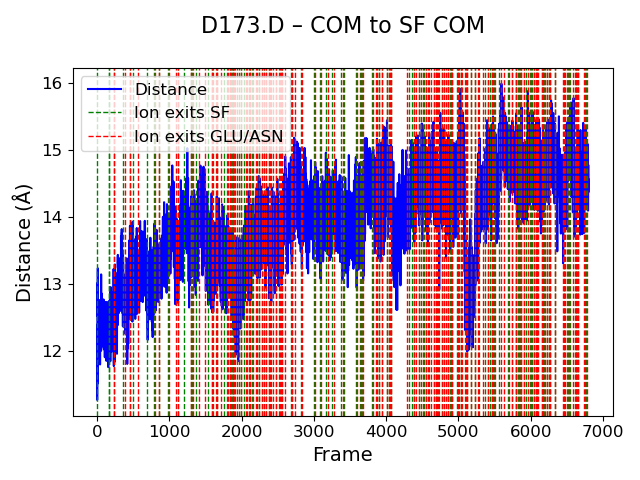 D173.D – COM to SF COM
Distance
Ion exits SF
Ion exits GLU/ASN
Distance (Å)
16
15
14
13
12
0 1000 2000 3000 4000 5000 6000 7000
Frame